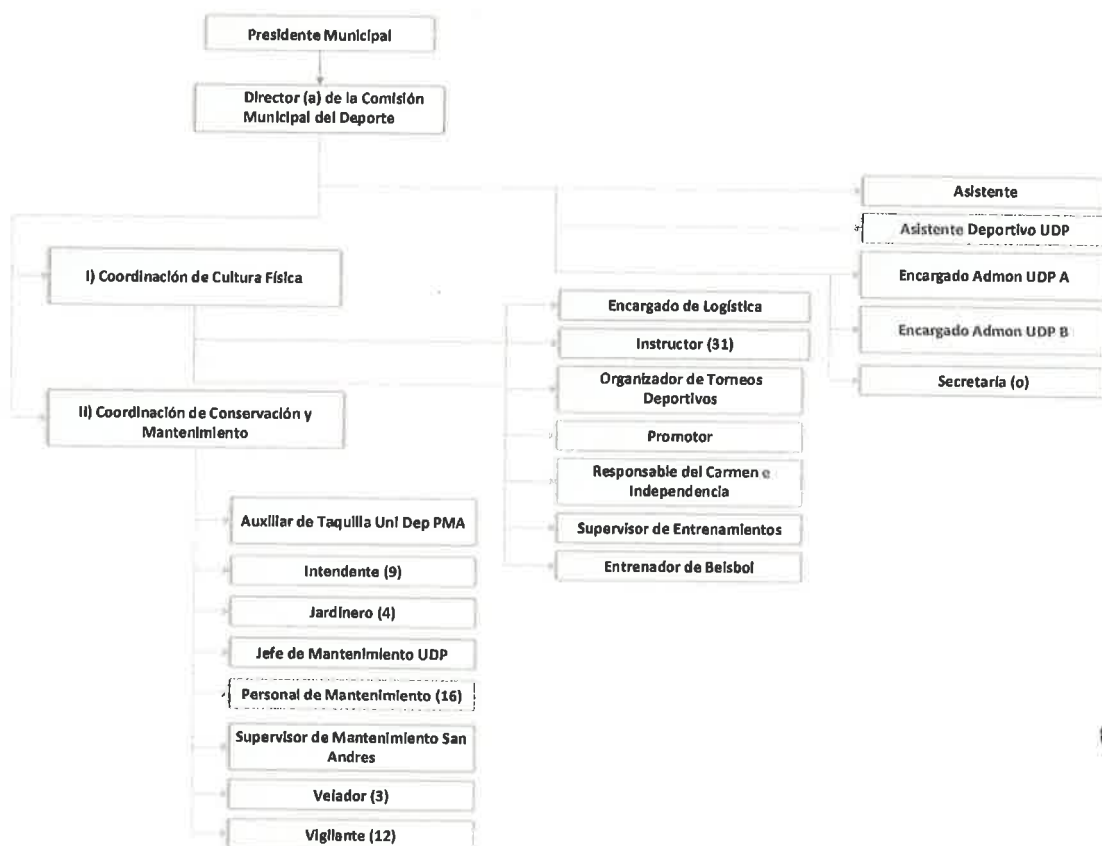 Presidente Municipal
Director (a) de la Comisión
Municipal del Deporte
Asistente
Asistente Deportivo UDP
Encargado Admon UDP A
Encargado Admon UDP B
Secretaría (o)
I) Coordinación de Cultura Física
Encargado de Logística
Instructor (31)
Organizador de Torneos
Deportivos
Promotor
Responsable del Carmen e
Independencia
Supervisor de Entrenamientos
Entrenador de Beisbol
II) Coordinación de Conservación y
Mantenimiento
Auxiliar de Taquilla Uni Dep PMA
Intendente (9)
Jardinero (4)
Jefe de Mantenimiento UDP
Personal de Mantenimiento (16)
Supervisor de Mantenimiento San
Andres
Velador (3)
Vigilante (12)